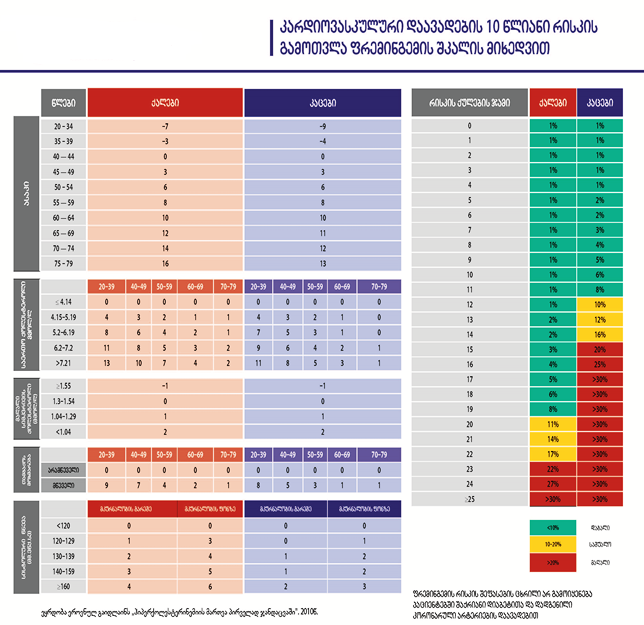 კარდიოვასკულური დაავადების 10 წლიანი რისკის
გამოთვლა ფრემინგემის შკალის მიხედვით
წლები ქალები კაცები
ასაკი
20 – 34 –7 –9
35 – 39 –3 –4
40 — 44 0 0
45 — 49 3 3
50 – 54 6 6
55 — 59 8 8
60 — 64 10 10
65 — 69 12 11
70 — 74 14 12
75 – 79 16 13
საერთო ქოლესტეროლი მმოლ/ლ
20–39 40–49 50–59 60–69 70–79 20–39 40–49 50–59 60–69 70–79
≤ 4.14 0 0 0 0 0 0 0 0 0 0
4.15–5.19 4 3 2 1 1 4 3 2 1 0
5.2–6.19 8 6 4 2 1 7 5 3 1 0
6.2–7.2 11 8 5 3 2 9 6 4 2 1
>7.21 13 10 7 4 2 11 8 5 3 1
მაღალი სიმკვრივის ქოლესტეროლი მმოლ/ლ
≥1.55 –1 –1
1.3–1.54 0 0
1.04–1.29 1 1
<1.04 2 2
თამბაქოს მოხმარება
20–39 40–49 50–59 60–69 70–79 20–39 40–49 50–59 60–69 70–79
არამწეველი 0 0 0 0 0 0 0 0 0 0
მწეველი 9 7 4 2 1 8 5 3 1 1
სისტოლური წნევა
მკურნალობის გარეშე მკურნალობის ფონზე მკურნალობის გარეშე მკურნალობის ფონზე
<120 0 0 0 0
120–129 1 3 0 1
130–139 2 4 1 2
140–159 3 5 1 2
≥160 4 6 2 3
ეყრდობა ეროვნულ გაიდლაინს „ჰიპერქოლესტერინემიის მართვა პირველად ჯანდაცვაში". 2010წ.
რისკის ქულების ჯამი ქალები კაცები
0 1% 1%
1 1% 1%
2 1% 1%
3 1% 1%
4 1% 1%
5 1% 2%
6 1% 2%
7 1% 3%
8 1% 4%
9 1% 5%
10 1% 6%
11 1% 8%
12 1% 10%
13 2% 12%
14 2% 16%
15 3% 20%
16 4% 25%
17 5% >30%
18 6% >30%
19 8% >30%
20 11% >30%
21 14% >30%
22 17% >30%
23 22% >30%
24 27% >30%
≥25 >30% >30%
<10% დაბალი
10–20% საშუალო
>20% მაღალი
ფრემინგემის რისკის შეფასების ცხრილი არ გამოიყენება
პაციენტებში შაქრიანი დიაბეტითა და დადგენილი
კორონარული არტერიების დაავადებით